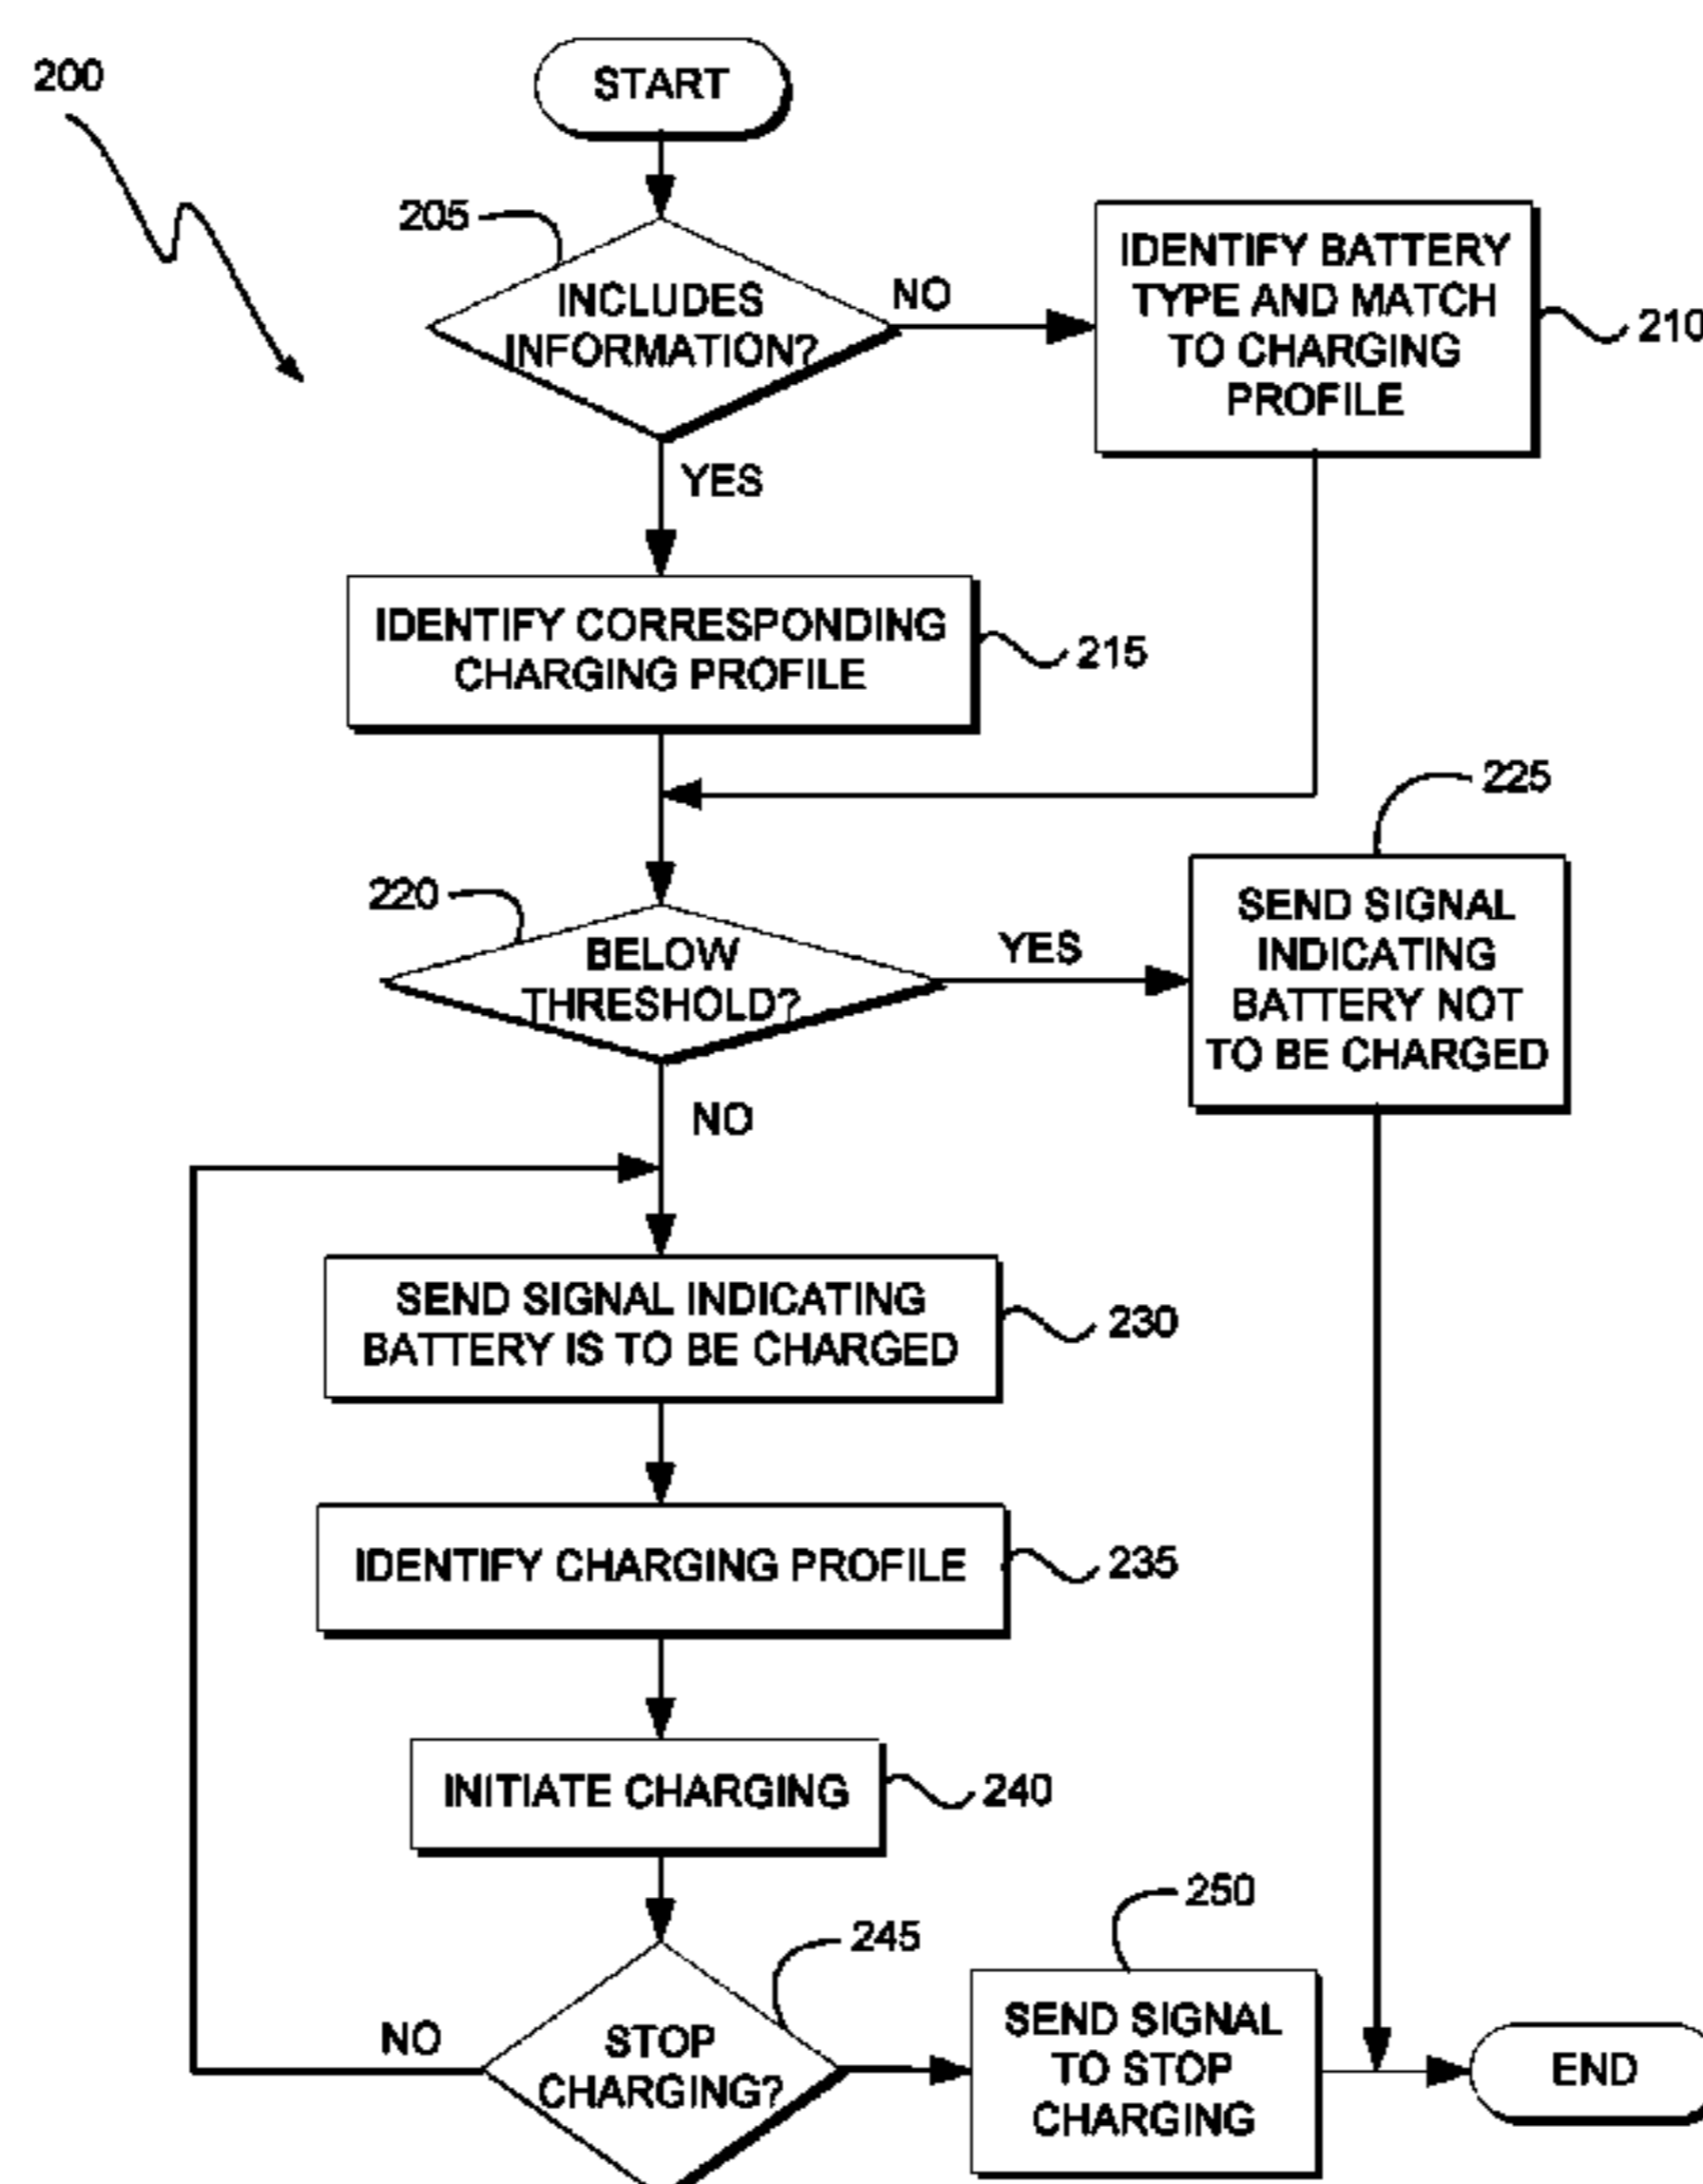 200
START
205
INCLUDES
INFORMATION?
NO
IDENTIFY BATTERY
TYPE AND MATCH
TO CHARGING
PROFILE
210
YES
IDENTIFY CORRESPONDING
CHARGING PROFILE
215
225
220
BELOW
THRESHOLD?
YES
SEND SIGNAL
INDICATING
BATTERY NOT
TO BE CHARGED
NO
SEND SIGNAL INDICATING
BATTERY IS TO BE CHARGED
230
IDENTIFY CHARGING PROFILE
235
INITIATE CHARGING
240
250
245
NO
STOP
CHARGING?
SEND SIGNAL
TO STOP
CHARGING
END